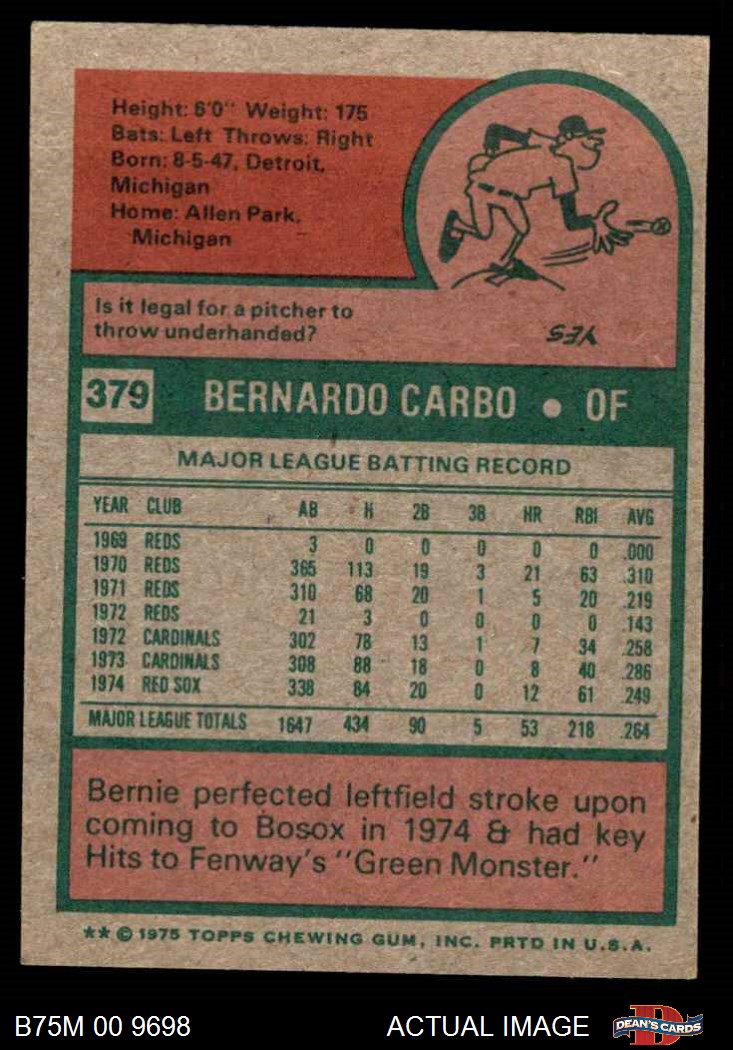 Height: 6'0" Weight: 175
Bats: Left Throws: Right
Born: 8-5-47, Detroit,
Michigan
Home: Allen Park,
Michigan
Is it legal for a pitcher to
throw underhanded?
YES
379 BERNARDO CARBO • OF
MAJOR LEAGUE BATTING RECORD
YEAR CLUB AB H 2B 3B HR RBI AVG
1969 REDS 3 0 0 0 0 0 .000
1970 REDS 365 113 19 3 21 63 .310
1971 REDS 310 68 20 1 5 20 .219
1972 REDS 21 3 0 0 0 0 .143
1972 CARDINALS 302 78 13 1 7 34 .258
1973 CARDINALS 308 88 18 0 8 40 .286
1974 RED SOX 338 84 20 0 12 61 .249
MAJOR LEAGUE TOTALS 1647 434 90 5 53 218 .264
Bernie perfected leftfield stroke upon
coming to Bosox in 1974 & had key
Hits to Fenway's "Green Monster."
** © 1975 TOPPS CHEWING GUM, INC. PRTD IN U.S.A.
B75M 00 9698 ACTUAL IMAGE DEAN'S CARDS